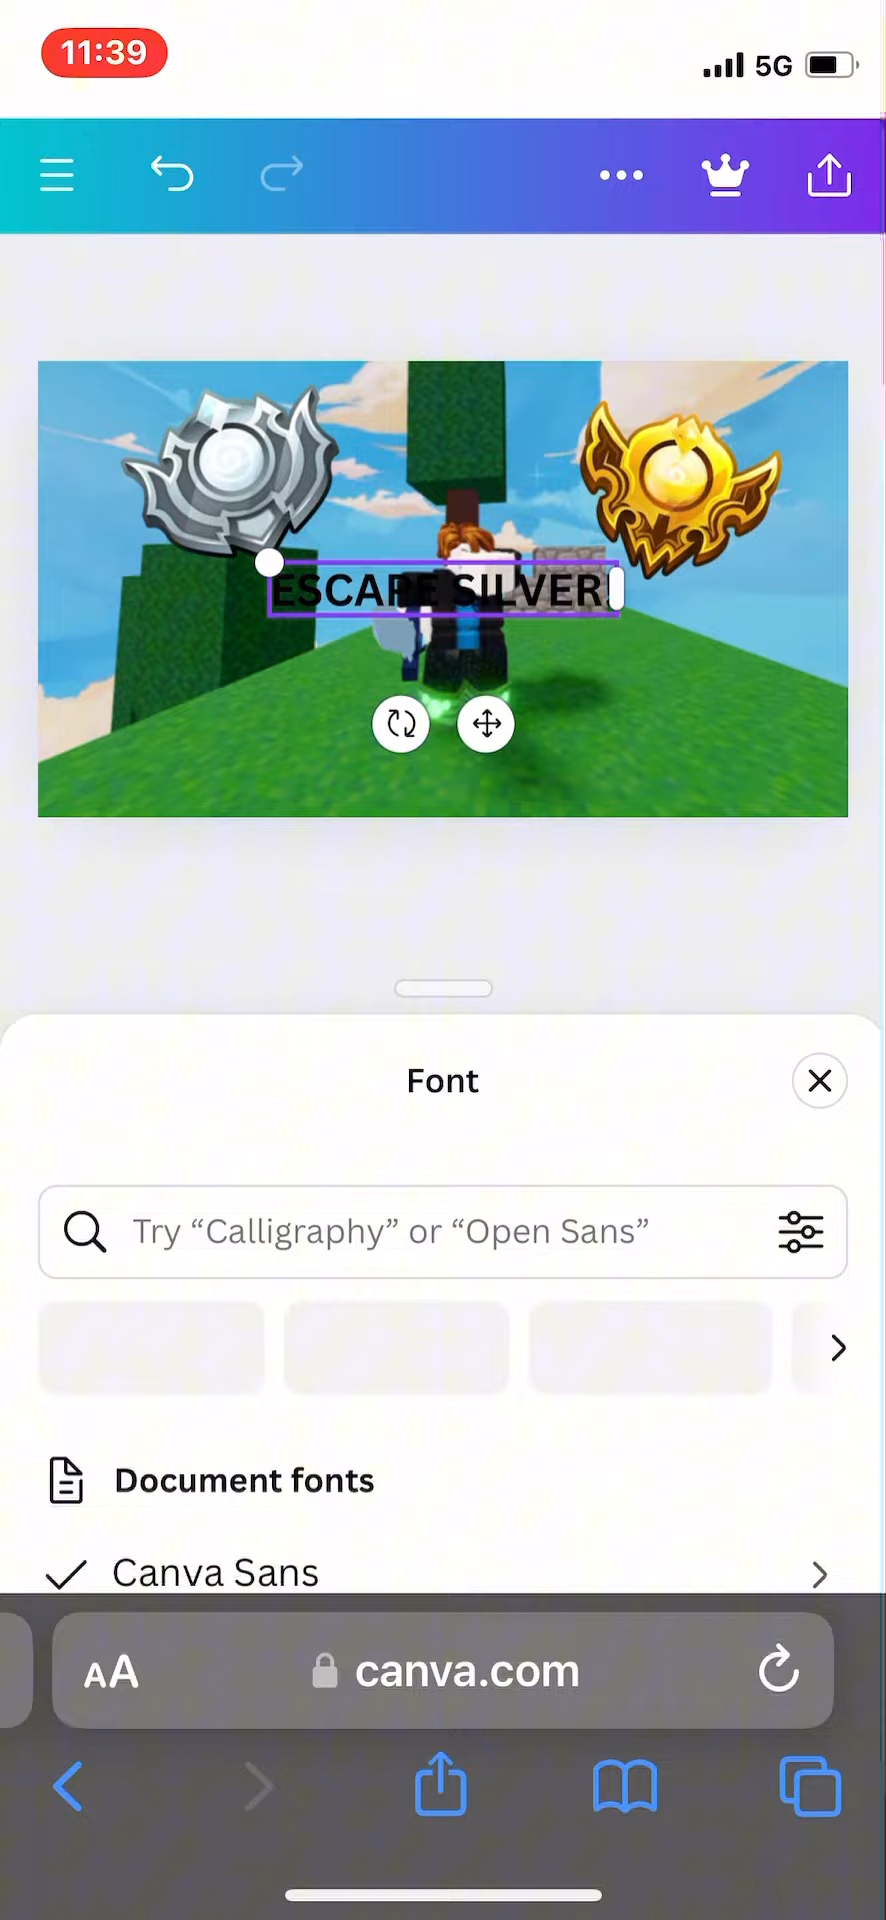 11:39
5G
ESCAPE SILVER!
Font
Try “Calligraphy” or “Open Sans”
Document fonts
Canva Sans
AA
canva.com